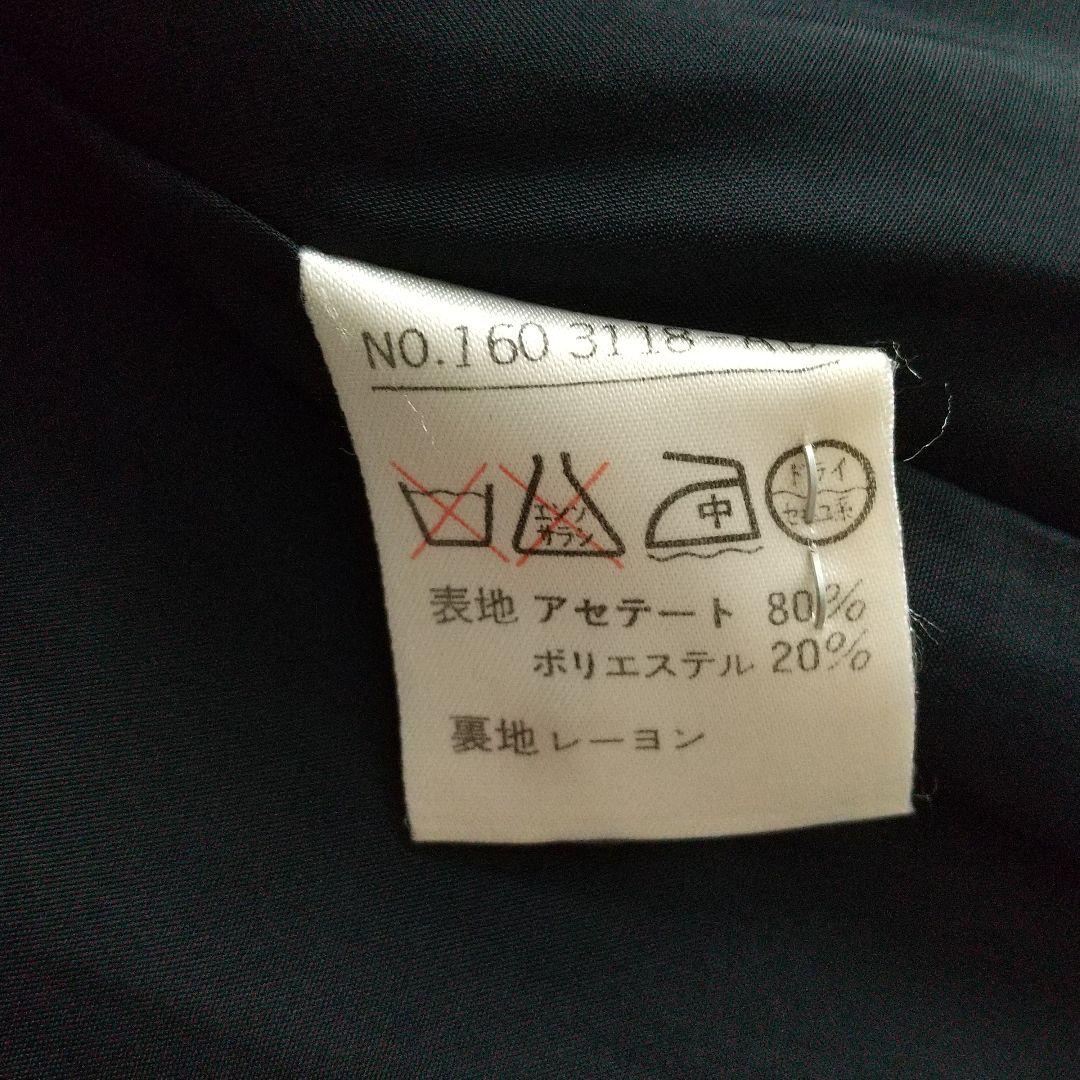 NO.160 3118
エンソ
サラシ
中
ドライ
セキユ系
表地 アセテート 80%
ポリエステル 20%
裏地 レーヨン